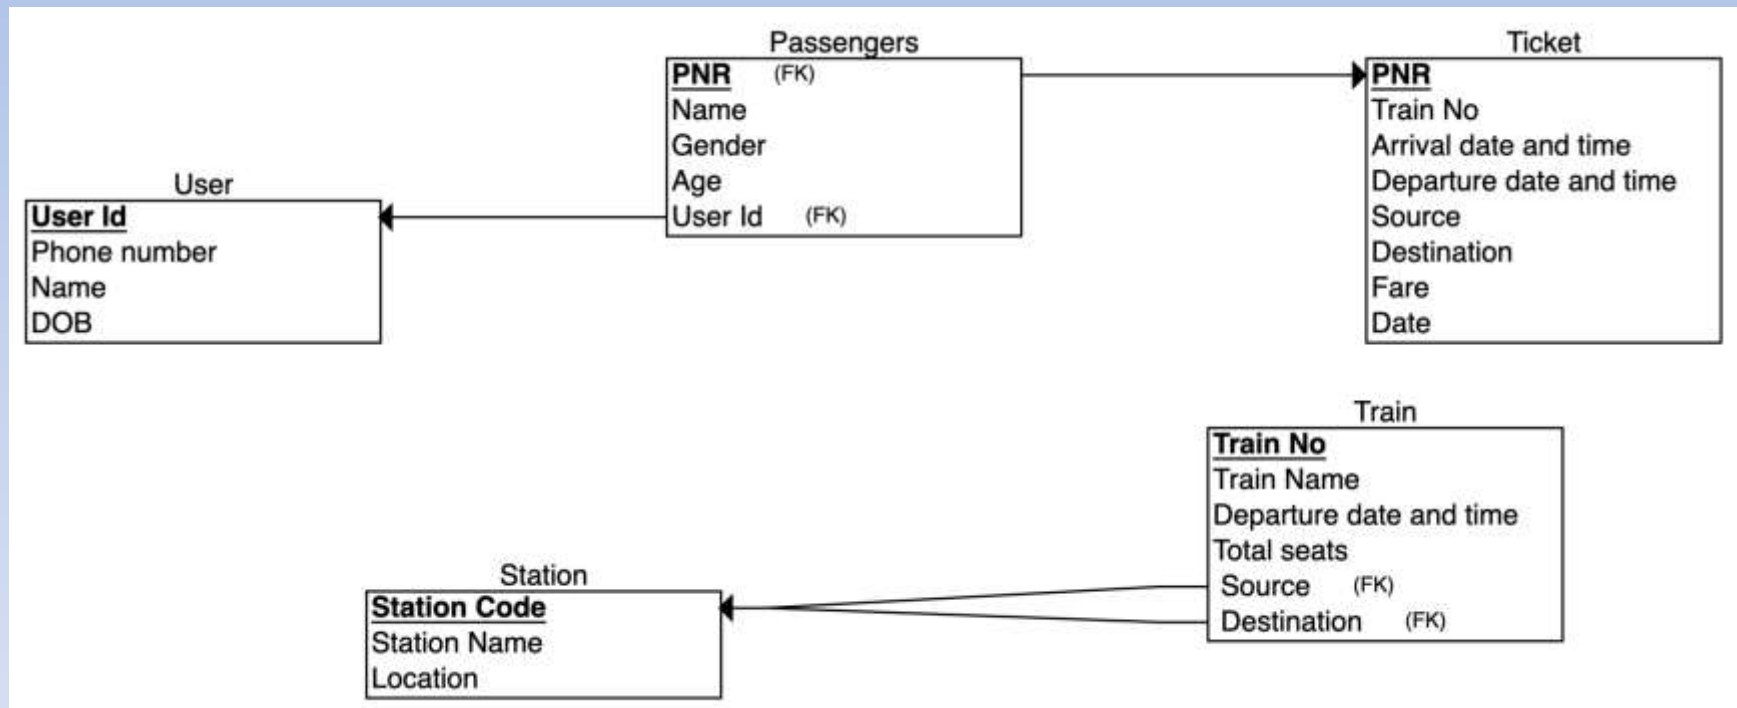 Passengers
PNR (FK)
Name
Gender
Age
User Id (FK)
Ticket
PNR
Train No
Arrival date and time
Departure date and time
Source
Destination
Fare
Date
User
User Id
Phone number
Name
DOB
Train
Train No
Train Name
Departure date and time
Total seats
Source (FK)
Destination (FK)
Station
Station Code
Station Name
Location